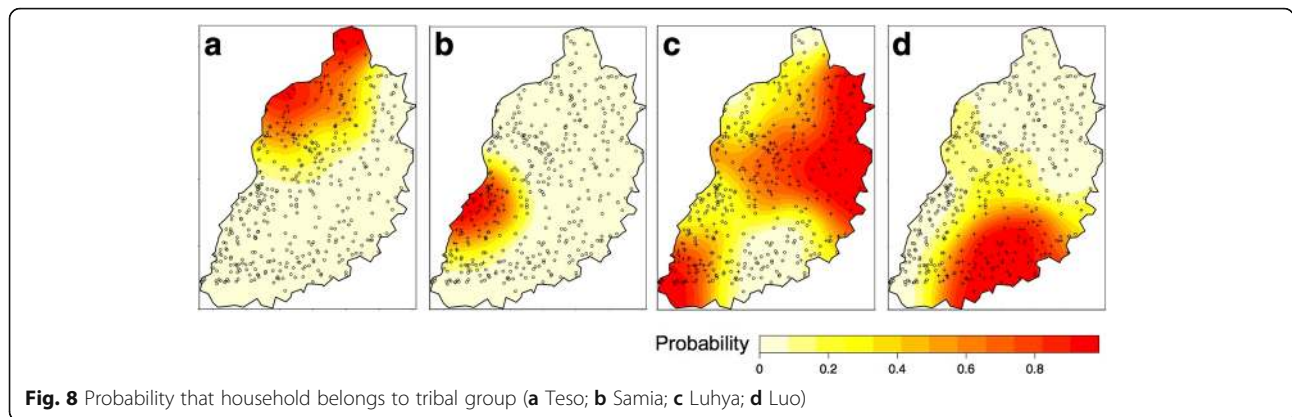 a b c d
Probability
0 0.2 0.4 0.6 0.8
Fig. 8 Probability that household belongs to tribal group (a Teso; b Samia; c Luhya; d Luo)